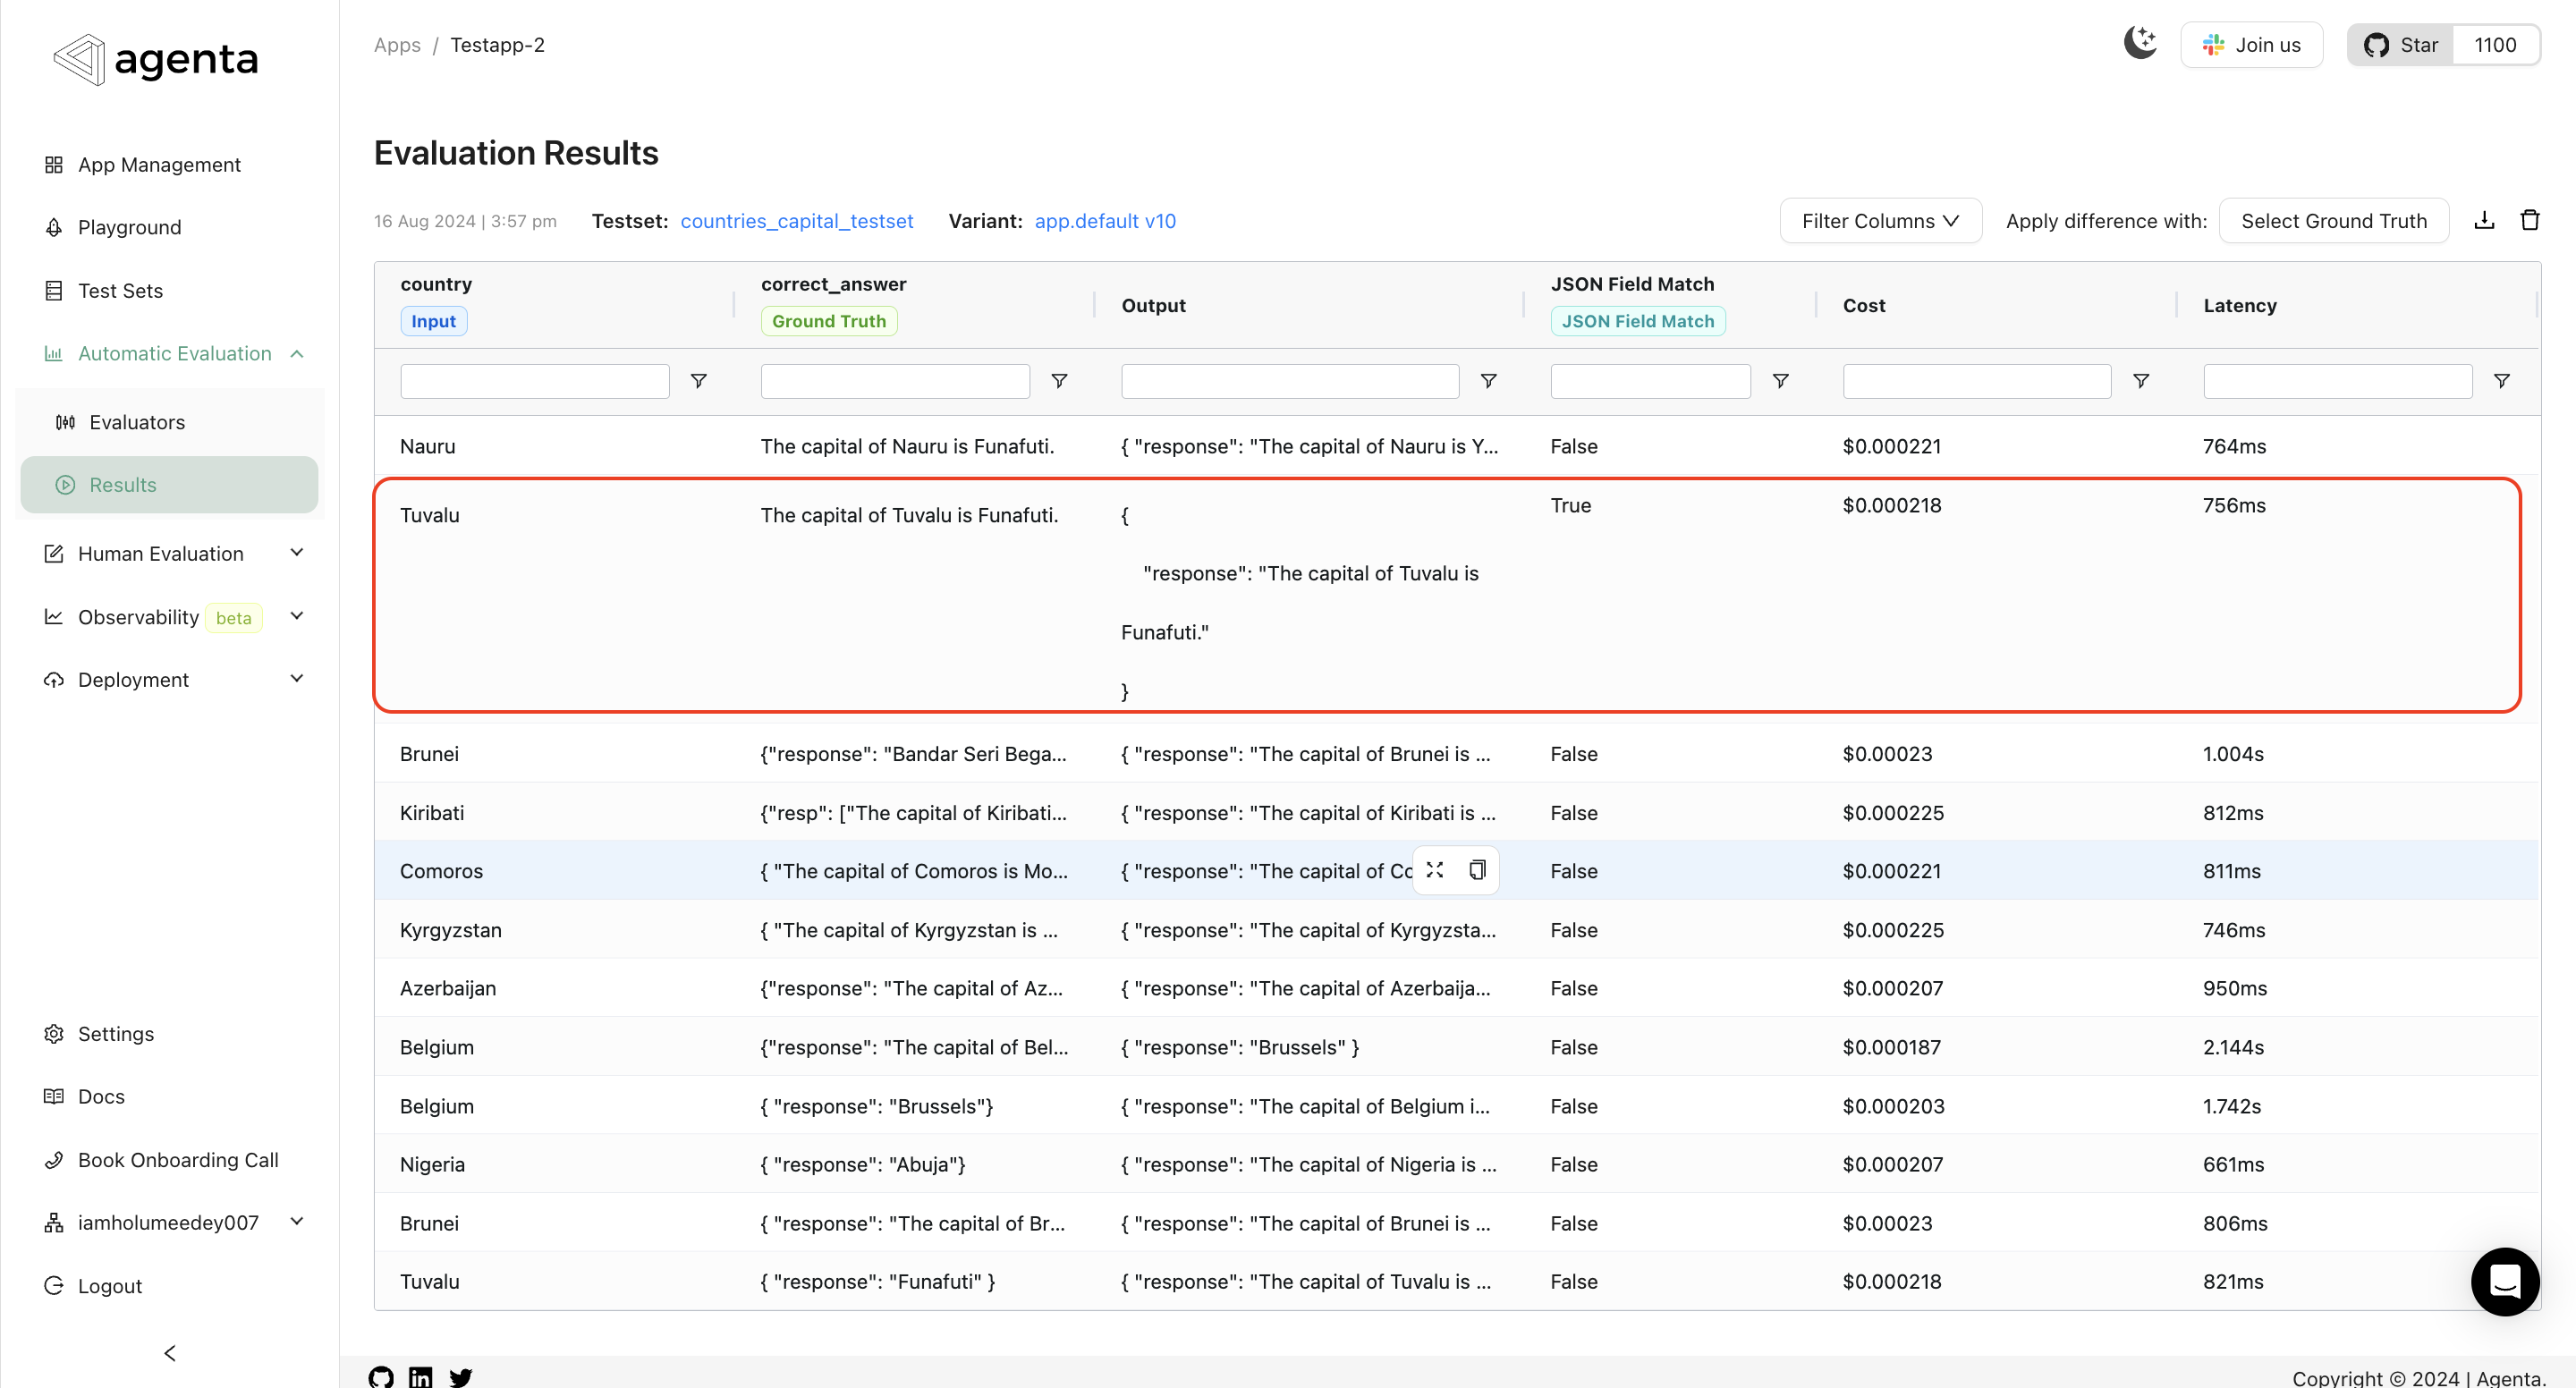 agenta
App Management
Playground
Test Sets
Automatic Evaluation
Evaluators
Results
Human Evaluation
Observability beta
Deployment
Settings
Docs
Book Onboarding Call
iamholumeedey007
Logout
Apps / Testapp-2
Join us
Star 1100
Evaluation Results
16 Aug 2024 | 3:57 pm Testset: countries_capital_testset Variant: app.default v10
Filter Columns Apply difference with: Select Ground Truth
country Input correct_answer Ground Truth Output JSON Field Match JSON Field Match Cost Latency
Nauru The capital of Nauru is Funafuti. { "response": "The capital of Nauru is Y... False $0.000221 764ms
Tuvalu The capital of Tuvalu is Funafuti. { True $0.000218 756ms
"response": "The capital of Tuvalu is
Funafuti."
}
Brunei {"response": "Bandar Seri Bega... { "response": "The capital of Brunei is ... False $0.00023 1.004s
Kiribati {"resp": ["The capital of Kiribati... { "response": "The capital of Kiribati is ... False $0.000225 812ms
Comoros { "The capital of Comoros is Mo... { "response": "The capital of Co False $0.000221 811ms
Kyrgyzstan { "The capital of Kyrgyzstan is ... { "response": "The capital of Kyrgyzsta... False $0.000225 746ms
Azerbaijan {"response": "The capital of Az... { "response": "The capital of Azerbaija... False $0.000207 950ms
Belgium {"response": "The capital of Bel... { "response": "Brussels" } False $0.000187 2.144s
Belgium { "response": "Brussels"} { "response": "The capital of Belgium i... False $0.000203 1.742s
Nigeria { "response": "Abuja"} { "response": "The capital of Nigeria is ... False $0.000207 661ms
Brunei { "response": "The capital of Br... { "response": "The capital of Brunei is ... False $0.00023 806ms
Tuvalu { "response": "Funafuti" } { "response": "The capital of Tuvalu is ... False $0.000218 821ms
Copyright © 2024 | Agenta.